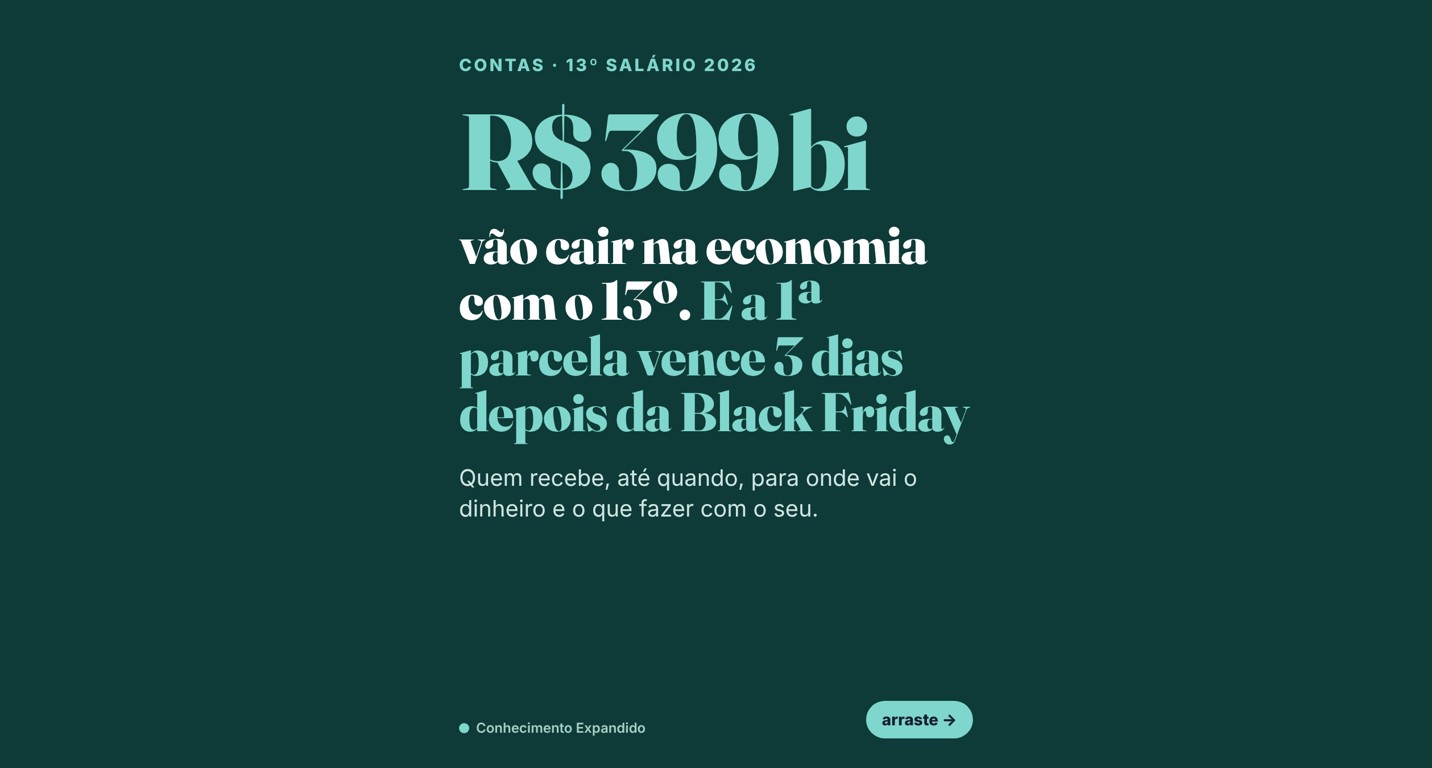 CONTAS · 13º SALÁRIO 2026
R$ 399 bi
vão cair na economia
com o 13º. E a 1ª
parcela vence 3 dias
depois da Black Friday
Quem recebe, até quando, para onde vai o
dinheiro e o que fazer com o seu.
Conhecimento Expandido
arraste →